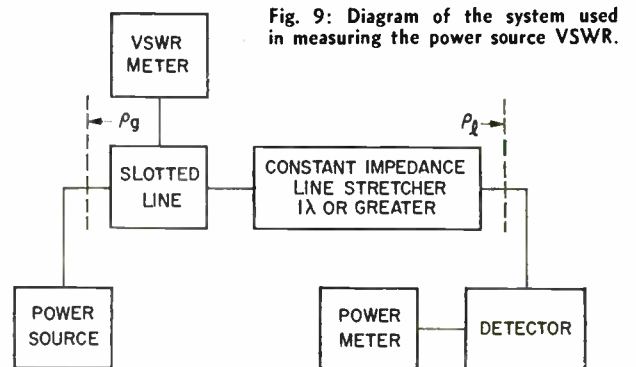 Fig. 9: Diagram of the system used
in measuring the power source VSWR.
VSWR
METER
ρg
ρℓ
SLOTTED
LINE
CONSTANT IMPEDANCE
LINE STRETCHER
1λ OR GREATER
POWER
SOURCE
POWER
METER
DETECTOR